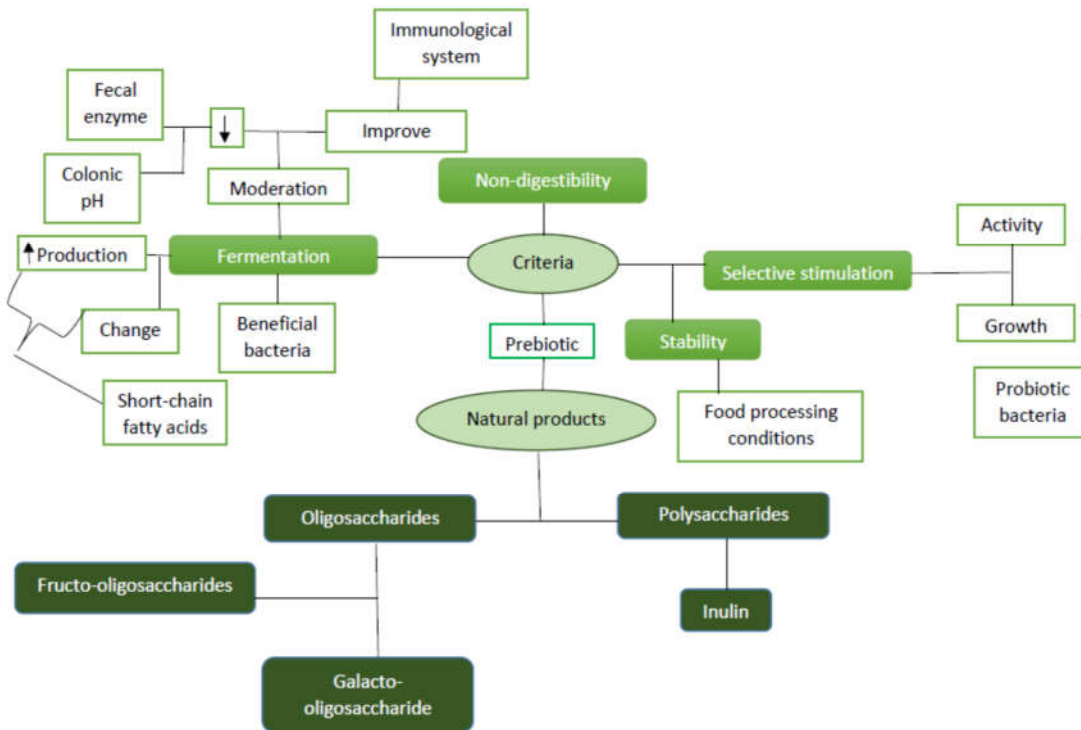 Immunological
system
Fecal
enzyme
↓
Improve
Colonic
pH
Moderation
Non-digestibility
↑Production
Fermentation
Criteria
Selective stimulation
Activity
Change
Beneficial
bacteria
Prebiotic
Stability
Growth
Short-chain
fatty acids
Natural products
Food processing
conditions
Probiotic
bacteria
Oligosaccharides
Polysaccharides
Fructo-oligosaccharides
Inulin
Galacto-
oligosaccharide